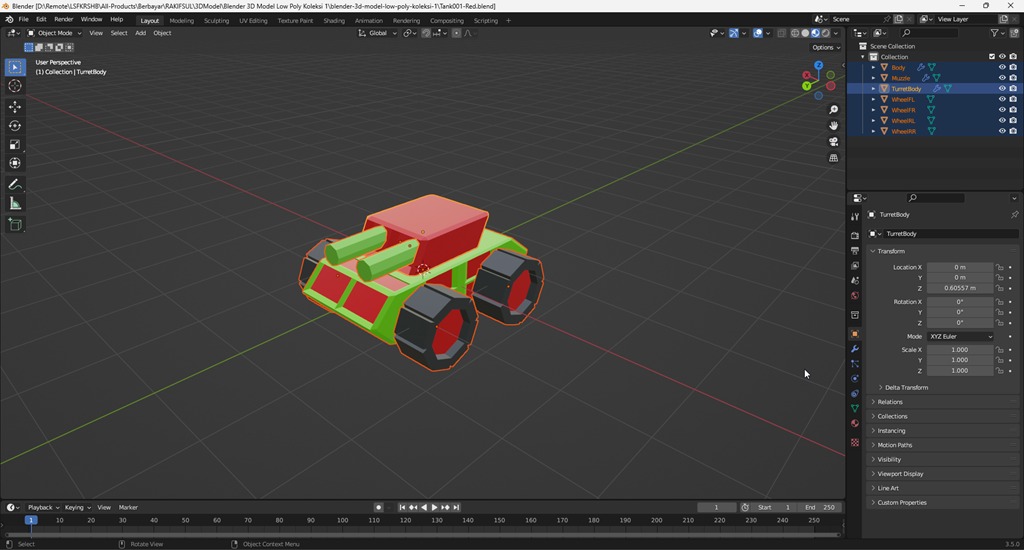 Blender [D:\Remote\LSFKRSHB\All-Products\Berbayar\RAKIFSUL\3DModel\Blender 3D Model Low Poly Koleksi 1\blender-3d-model-low-poly-koleksi-1\Tank001-Red.blend]
File Edit Render Window Help Layout Modeling Sculpting UV Editing Texture Paint Shading Animation Rendering Compositing Geometry Nodes Scripting + Scene View Layer
Object Mode View Select Add Object Global
Options
User Perspective
(1) Collection | TurretBody
Z
X
Y
Scene Collection
Collection
Body
Muzzle
TurretBody
WheelFL
WheelFR
WheelRL
WheelRR
TurretBody
TurretBody
Transform
Location X 0 m
Y 0 m
Z 0.60557 m
Rotation X 0°
Y 0°
Z 0°
Mode XYZ Euler
Scale X 1.000
Y 1.000
Z 1.000
Delta Transform
Relations
Collections
Instancing
Motion Paths
Visibility
Viewport Display
Line Art
Custom Properties
Playback Keying View Marker 1 Start 1 End 250
1 10 20 30 40 50 60 70 80 90 100 110 120 130 140 150 160 170 180 190 200 210 220 230 240 250
Select Rotate View Object Context Menu 3.5.0